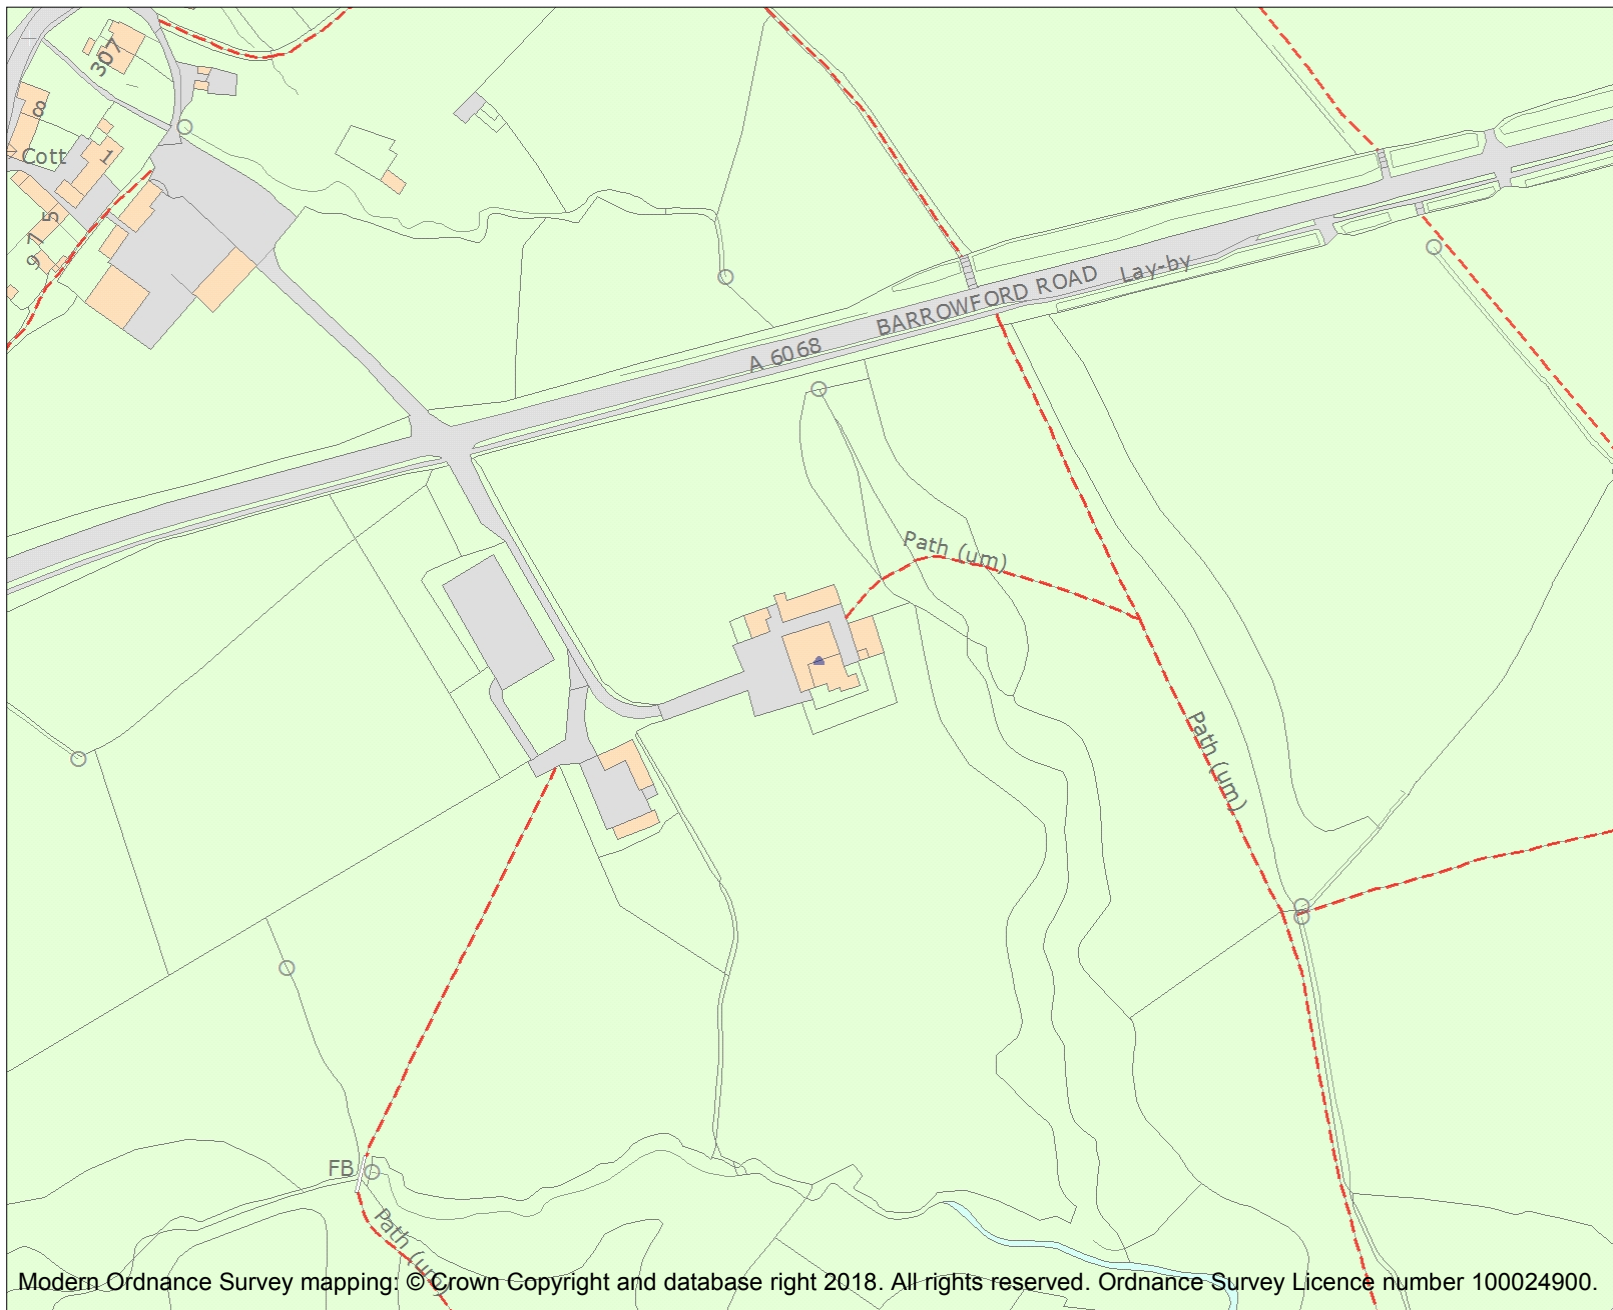 307
8
Cott
1
5
7
9
BARROWFORD ROAD
Lay-by
A 6068
Path (um)
Path (um)
FB
Path (um)
Modern Ordnance Survey mapping: © Crown Copyright and database right 2018. All rights reserved. Ordnance Survey Licence number 100024900.